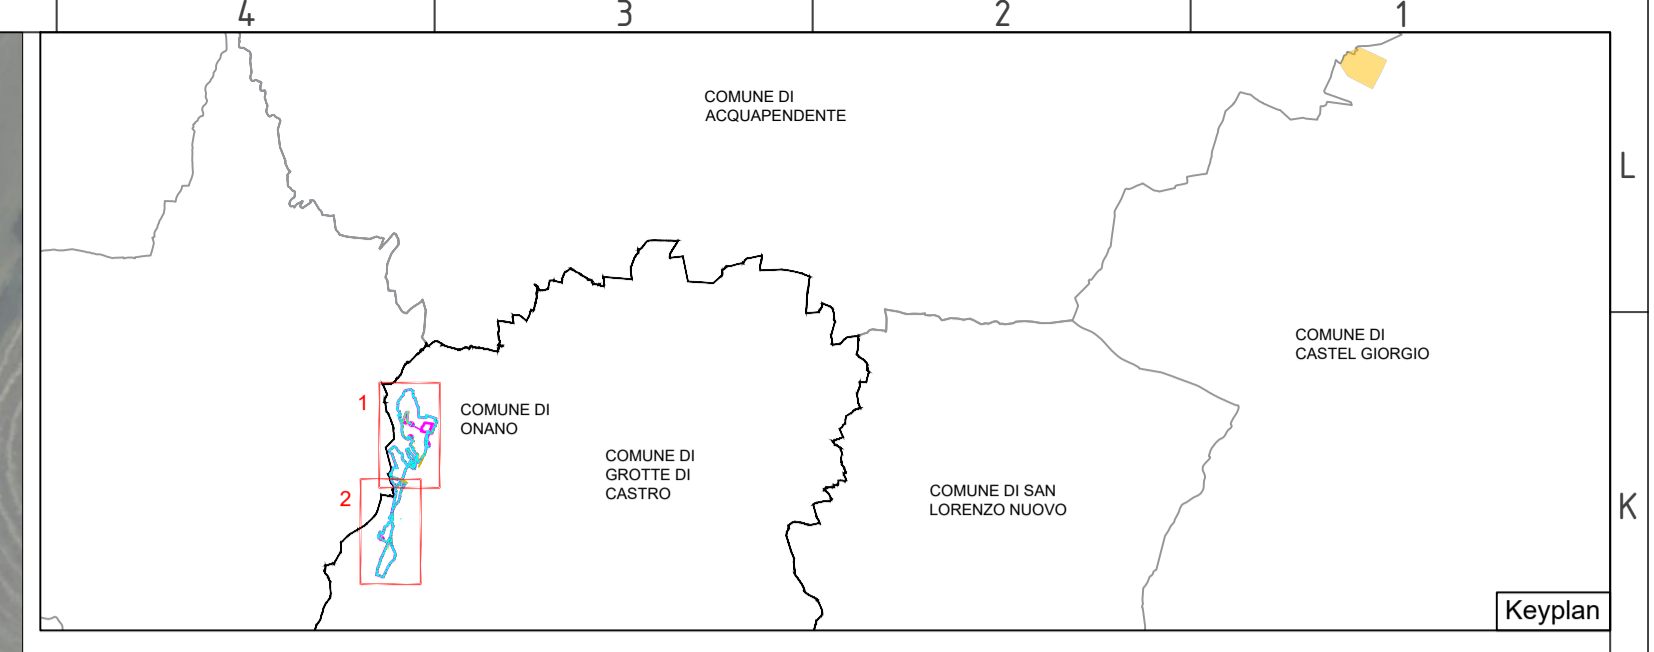 4 3 2 1
COMUNE DI
ACQUAPENDENTE
L
COMUNE DI
CASTEL GIORGIO
1
COMUNE DI
ONANO
COMUNE DI
GROTTE DI
CASTRO
2
COMUNE DI SAN
LORENZO NUOVO
K
Keyplan